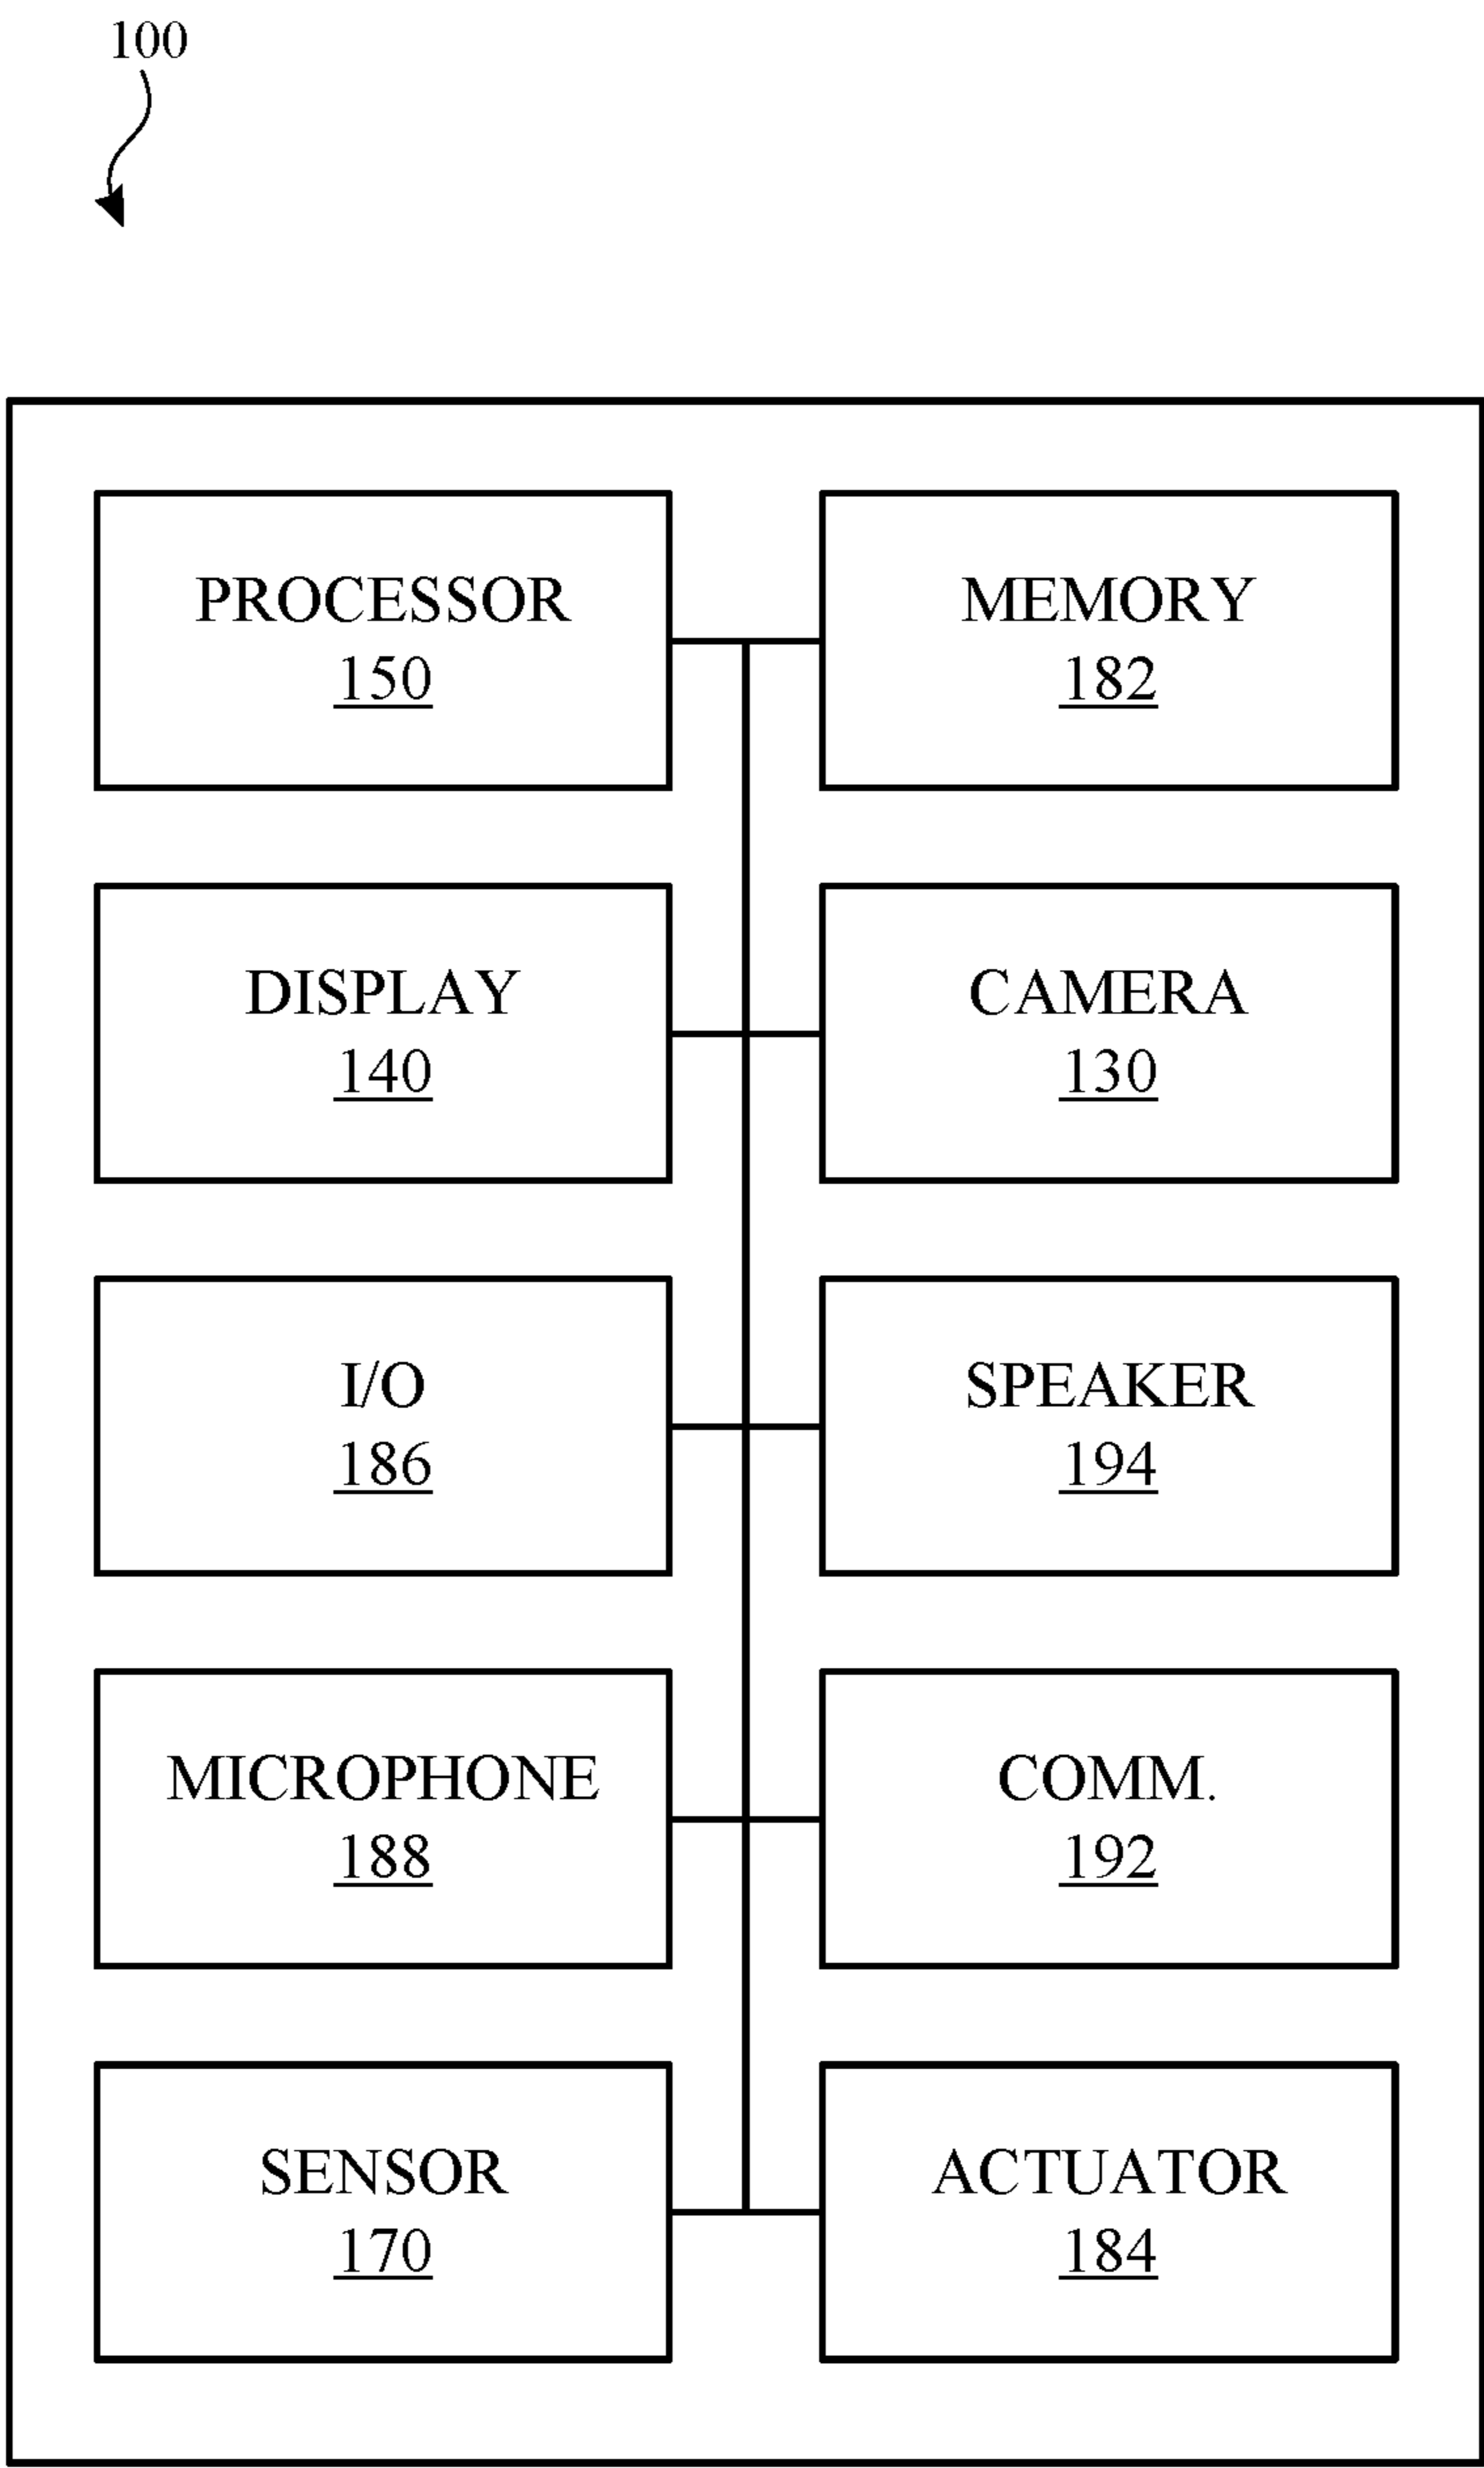 100
PROCESSOR
150
MEMORY
182
DISPLAY
140
CAMERA
130
I/O
186
SPEAKER
194
MICROPHONE
188
COMM.
192
SENSOR
170
ACTUATOR
184